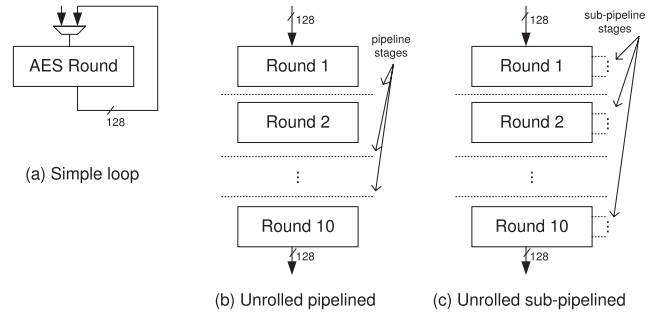 AES Round
128
(a) Simple loop
128
pipeline
stages
Round 1
Round 2
⋮
Round 10
128
(b) Unrolled pipelined
128
sub-pipeline
stages
Round 1
⋮
Round 2
⋮
⋮
Round 10
⋮
128
(c) Unrolled sub-pipelined